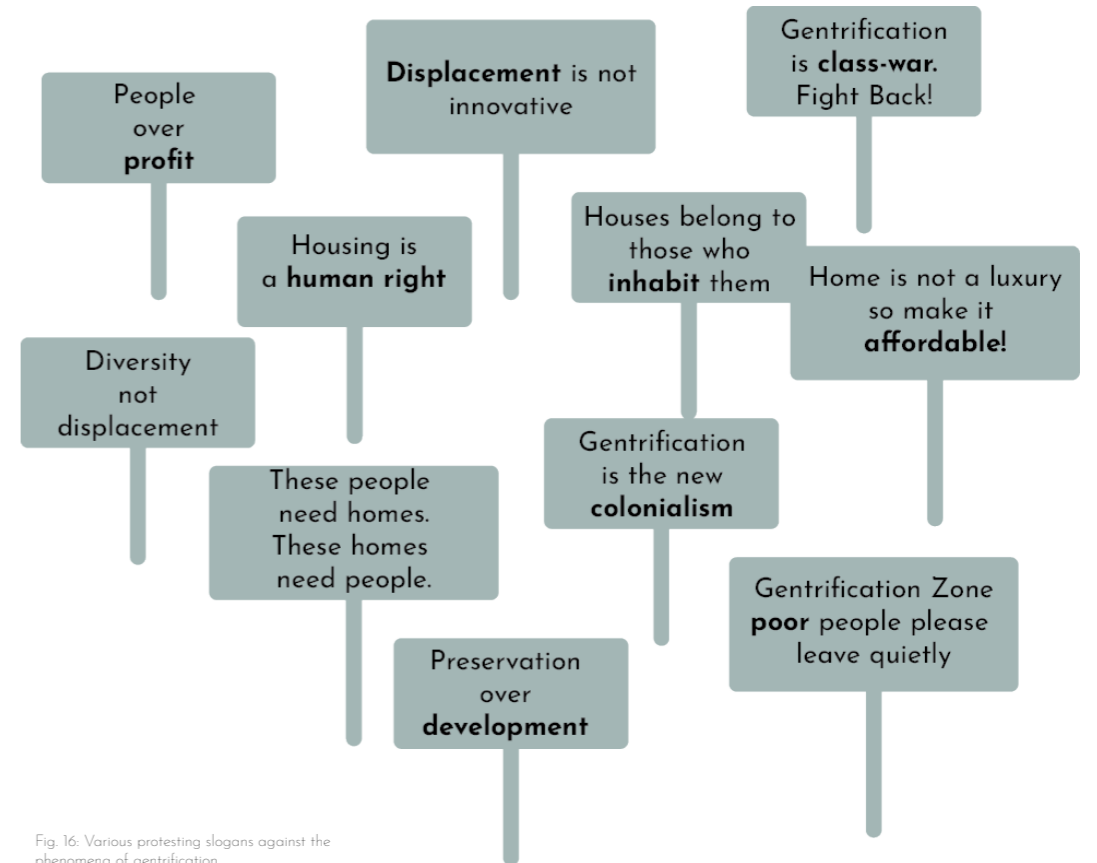 People
over
profit
Displacement is not
innovative
Gentrification
is class-war.
Fight Back!
Housing is
a human right
Houses belong to
those who
inhabit them
Home is not a luxury
so make it
affordable!
Diversity
not
displacement
These people
need homes.
These homes
need people.
Gentrification
is the new
colonialism
Gentrification Zone
poor people please
leave quietly
Preservation
over
development
Fig. 16: Various protesting slogans against the
phenomena of gentrification